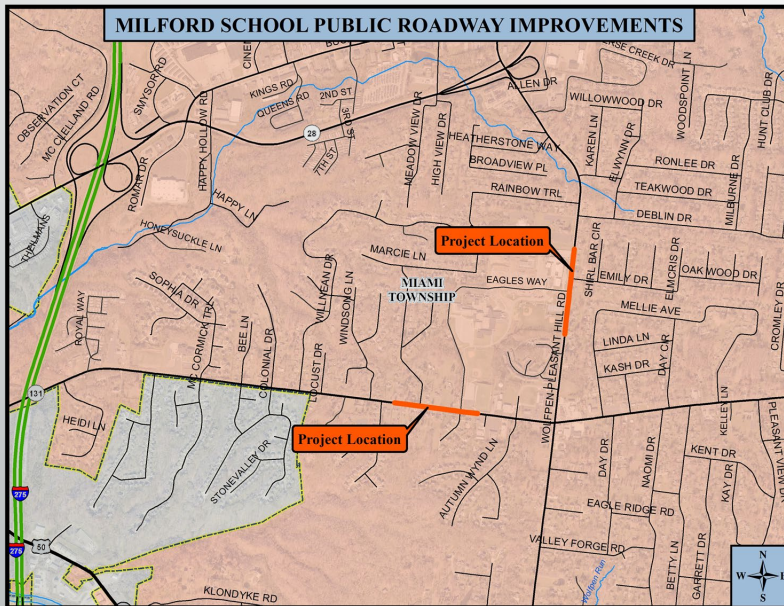 MILFORD SCHOOL PUBLIC ROADWAY IMPROVEMENTS
OBSERVATION CT
MC CLELLAND RD
SMYSOR RD
HAPPY HOLLOW RD
KINGS RD
QUEENS RD
2ND ST
3RD ST
7TH ST
28
ALLEN DR
WILLOWWOOD DR
WOODSPOINT LN
HUNT CLUB DR
MEADOW VIEW DR
HIGH VIEW DR
HEATHERSTONE WAY
BROADVIEW PL
RAINBOW TRL
KAREN LN
ELWYNN DR
RONLEE DR
TEAKWOOD DR
MILBURNE DR
DEBLIN DR
ROMAR DR
HAPPY LN
HONEYSUCKLE LN
THEILMANS
MARCIE LN
Project Location
SHIRL BAR CIR
EMILY DR
ELMCRIS DR
OAK WOOD DR
EAGLES WAY
MIAMI
TOWNSHIP
SOPHIA DR
MC CORMICK TRL
ROYAL WAY
BEE LN
COLONIAL DR
WILLNEAN DR
WINDSONG LN
LOCUST DR
WOLFPEN-PLEASANT HILL RD
MELLIE AVE
LINDA LN
KASH DR
DAY CIR
CROMLEY DR
KELLEY LN
131
HEIDI LN
Project Location
STONEVALLEY DR
AUTUMN WYND LN
DAY DR
NAOMI DR
KENT DR
KAY DR
EAGLE RIDGE RD
VALLEY FORGE RD
BETTY LN
GARRETT DR
Wolfpen Run
275
275
50
KLONDYKE RD
N
W
E
S